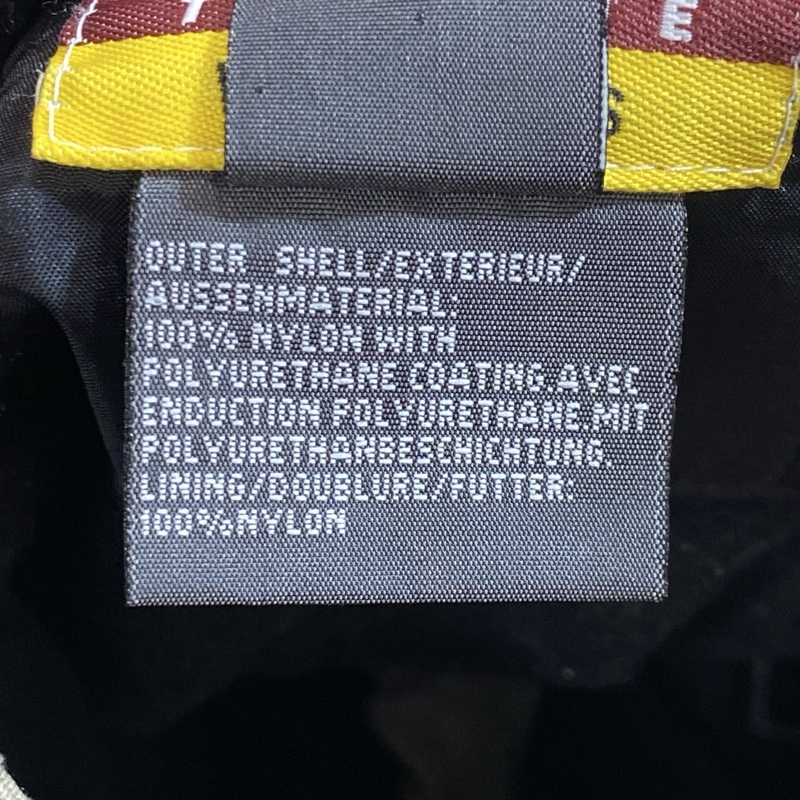 E
OUTER SHELL/EXTERIEUR/
AUSSENMATERIAL:
100% NYLON WITH
POLYURETHANE COATING.AVEC
ENDUCTION POLYURETHANE.MIT
POLYURETHANBESCHICHTUNG.
LINING/DOUBLURE/FUTTER:
100%NYLON